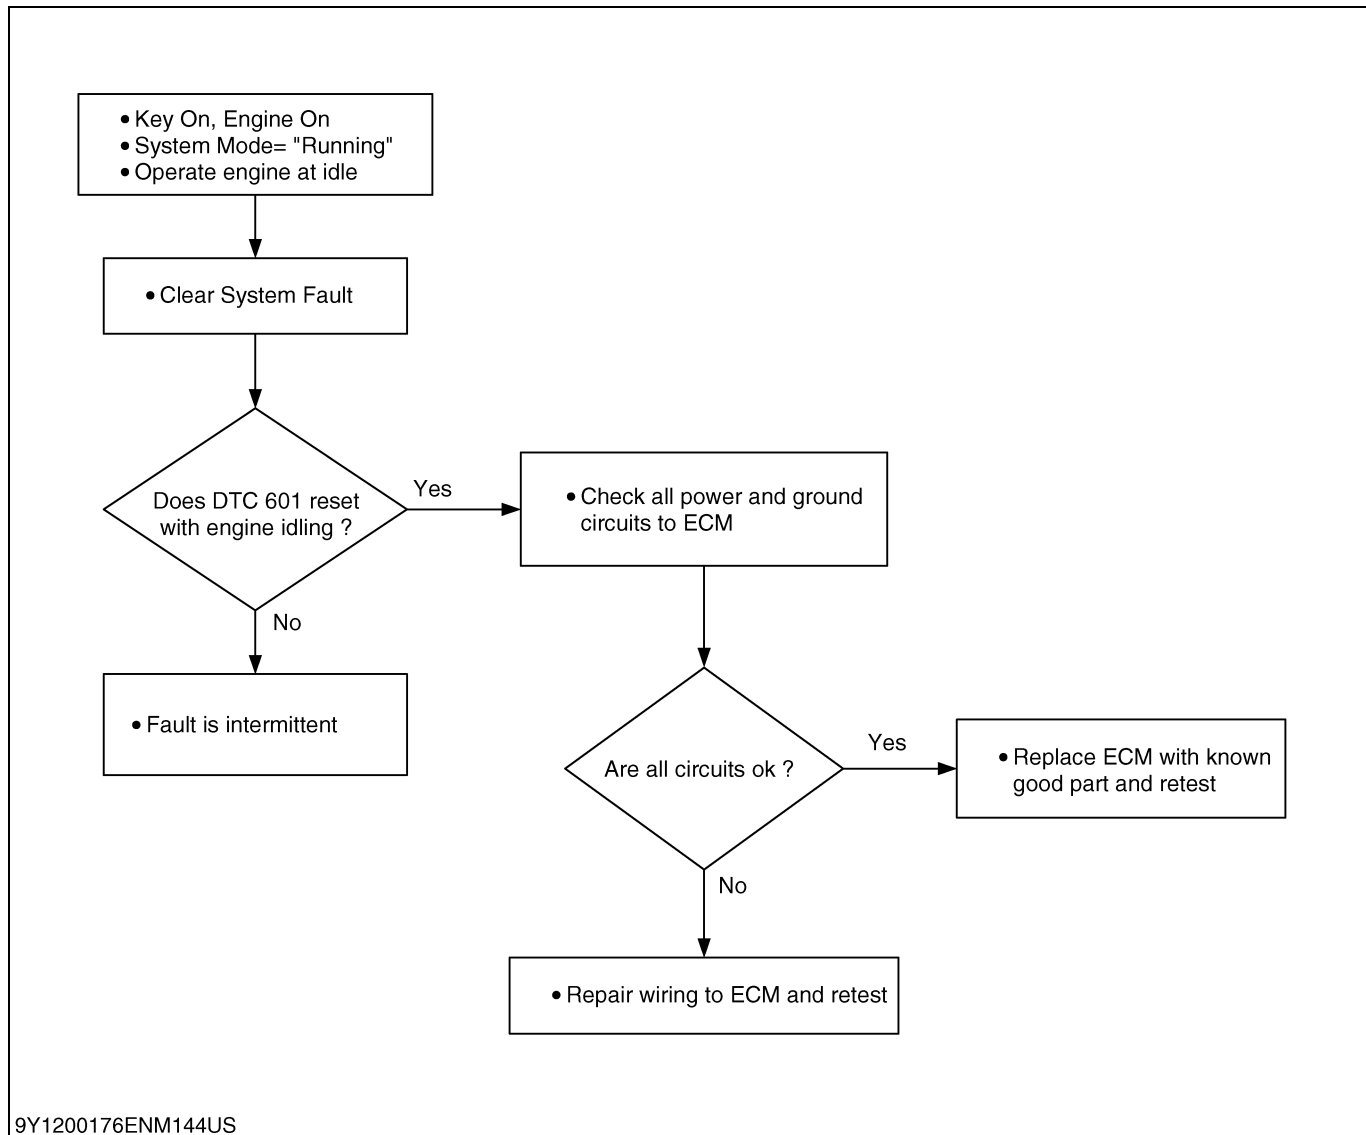 • Key On, Engine On
• System Mode= "Running"
• Operate engine at idle
• Clear System Fault
Does DTC 601 reset
with engine idling ?
Yes
• Check all power and ground
circuits to ECM
No
• Fault is intermittent
Are all circuits ok ?
Yes
• Replace ECM with known
good part and retest
No
• Repair wiring to ECM and retest
9Y1200176ENM144US